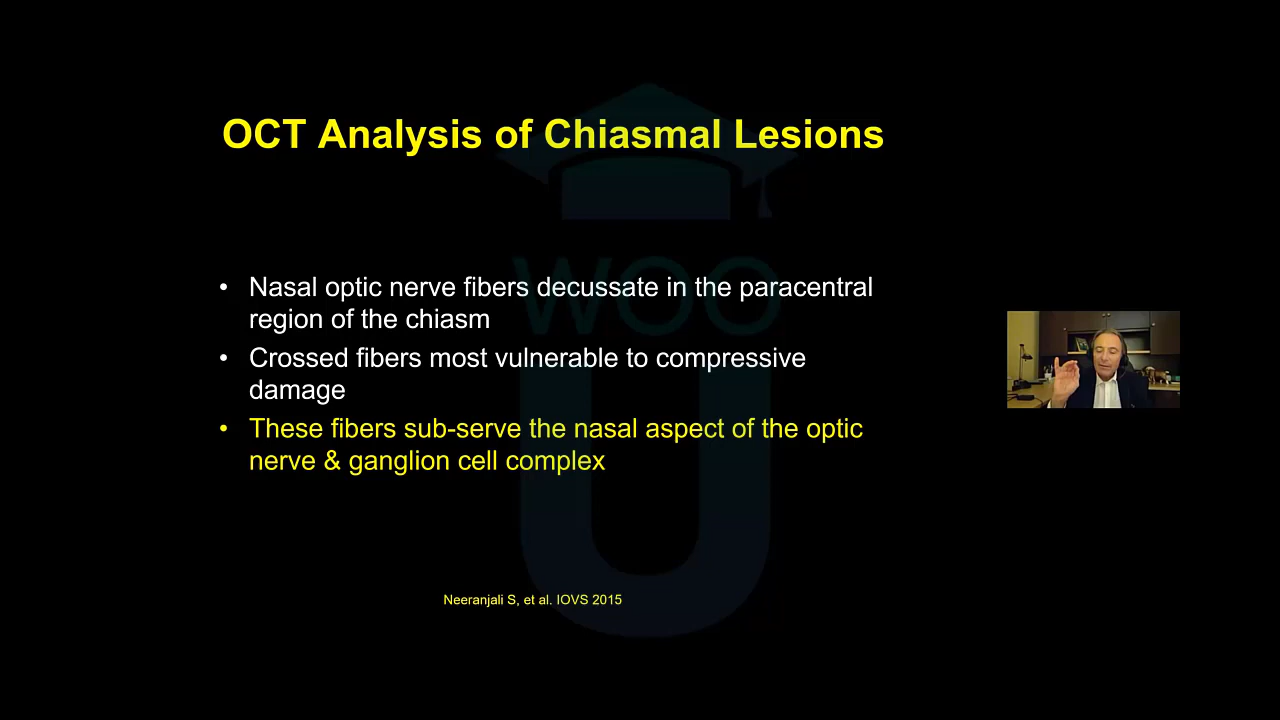 OCT Analysis of Chiasmal Lesions
WOO
U
• Nasal optic nerve fibers decussate in the paracentral
region of the chiasm
• Crossed fibers most vulnerable to compressive
damage
• These fibers sub-serve the nasal aspect of the optic
nerve & ganglion cell complex
Neeranjali S, et al. IOVS 2015